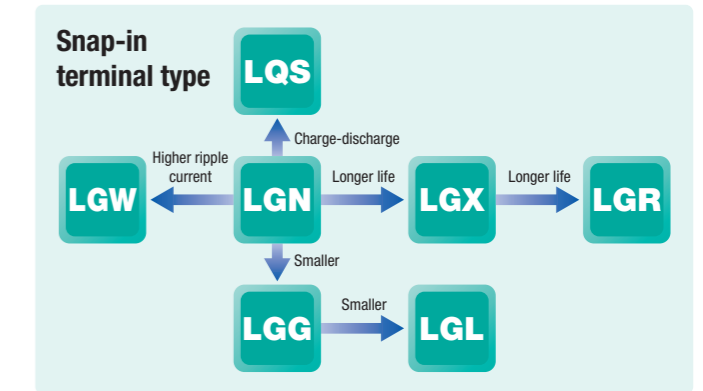 Snap-in
terminal type
LQS
Charge-discharge
Higher ripple
current
Longer life
Longer life
LGW
LGN
LGX
LGR
Smaller
Smaller
LGG
LGL